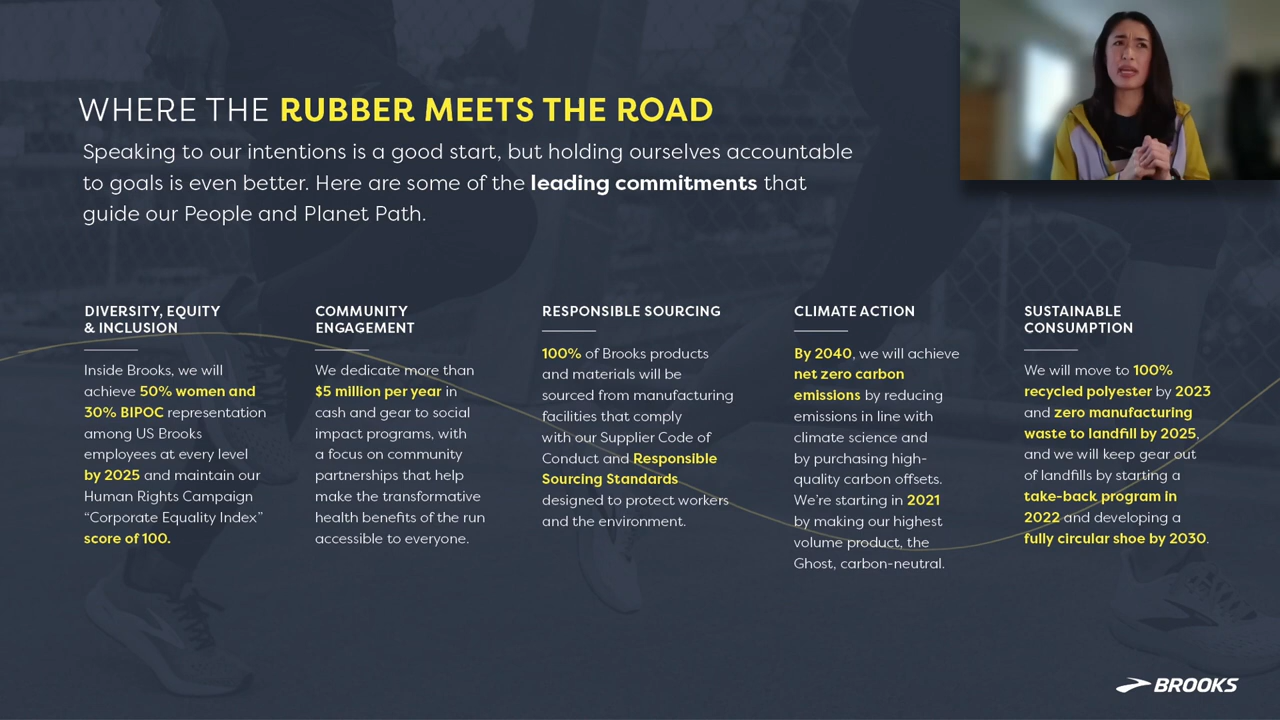 WHERE THE RUBBER MEETS THE ROAD
Speaking to our intentions is a good start, but holding ourselves accountable
to goals is even better. Here are some of the leading commitments that
guide our People and Planet Path.
DIVERSITY, EQUITY
& INCLUSION
Inside Brooks, we will
achieve 50% women and
30% BIPOC representation
among US Brooks
employees at every level
by 2025 and maintain our
Human Rights Campaign
“Corporate Equality Index”
score of 100.
COMMUNITY
ENGAGEMENT
We dedicate more than
$5 million per year in
cash and gear to social
impact programs, with
a focus on community
partnerships that help
make the transformative
health benefits of the run
accessible to everyone.
RESPONSIBLE SOURCING
100% of Brooks products
and materials will be
sourced from manufacturing
facilities that comply
with our Supplier Code of
Conduct and Responsible
Sourcing Standards
designed to protect workers
and the environment.
CLIMATE ACTION
By 2040, we will achieve
net zero carbon
emissions by reducing
emissions in line with
climate science and
by purchasing high-
quality carbon offsets.
We’re starting in 2021
by making our highest
volume product, the
Ghost, carbon-neutral.
SUSTAINABLE
CONSUMPTION
We will move to 100%
recycled polyester by 2023
and zero manufacturing
waste to landfill by 2025,
and we will keep gear out
of landfills by starting a
take-back program in
2022 and developing a
fully circular shoe by 2030.
BROOKS